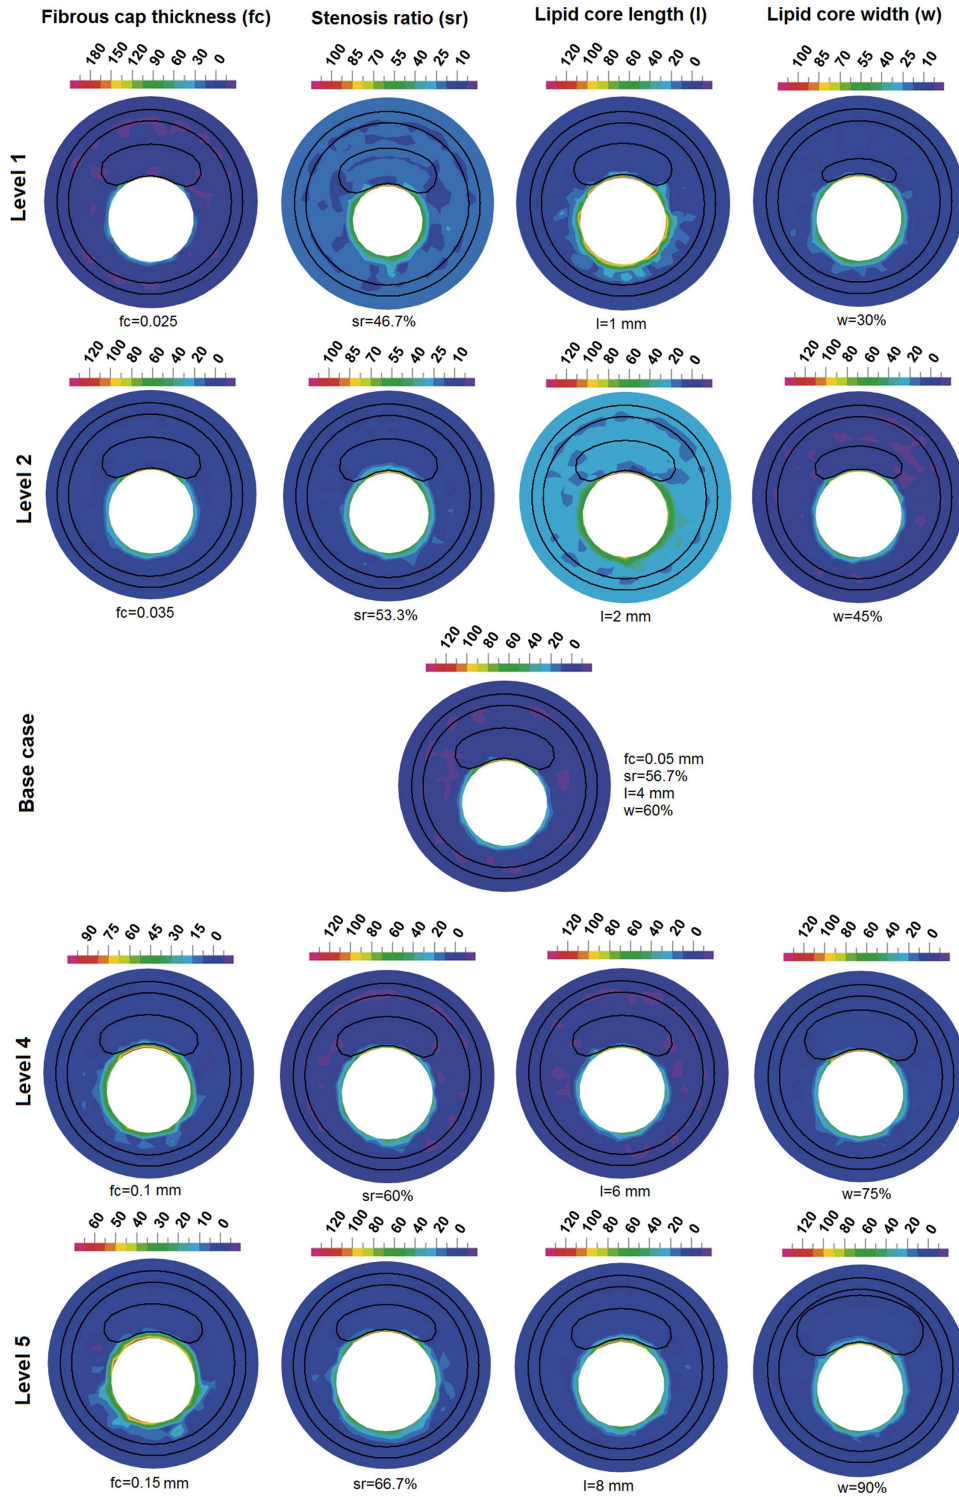 Fibrous cap thickness (fc) Stenosis ratio (sr) Lipid core length (l) Lipid core width (w)
180 150 120 90 60 30 0 100 85 70 55 40 25 10 120 100 80 60 40 20 0 100 85 70 55 40 25 10
Level 1
fc=0.025 sr=46.7% l=1 mm w=30%
120 100 80 60 40 20 0 100 85 70 55 40 25 10 120 100 80 60 40 20 0 120 100 80 60 40 20 0
Level 2
fc=0.035 sr=53.3% l=2 mm w=45%
120 100 80 60 40 20 0
Base case
fc=0.05 mm
sr=56.7%
l=4 mm
w=60%
90 75 60 45 30 15 0 120 100 80 60 40 20 0 120 100 80 60 40 20 0 120 100 80 60 40 20 0
Level 4
fc=0.1 mm sr=60% l=6 mm w=75%
60 50 40 30 20 10 0 120 100 80 60 40 20 0 120 100 80 60 40 20 0 120 100 80 60 40 20 0
Level 5
fc=0.15 mm sr=66.7% l=8 mm w=90%